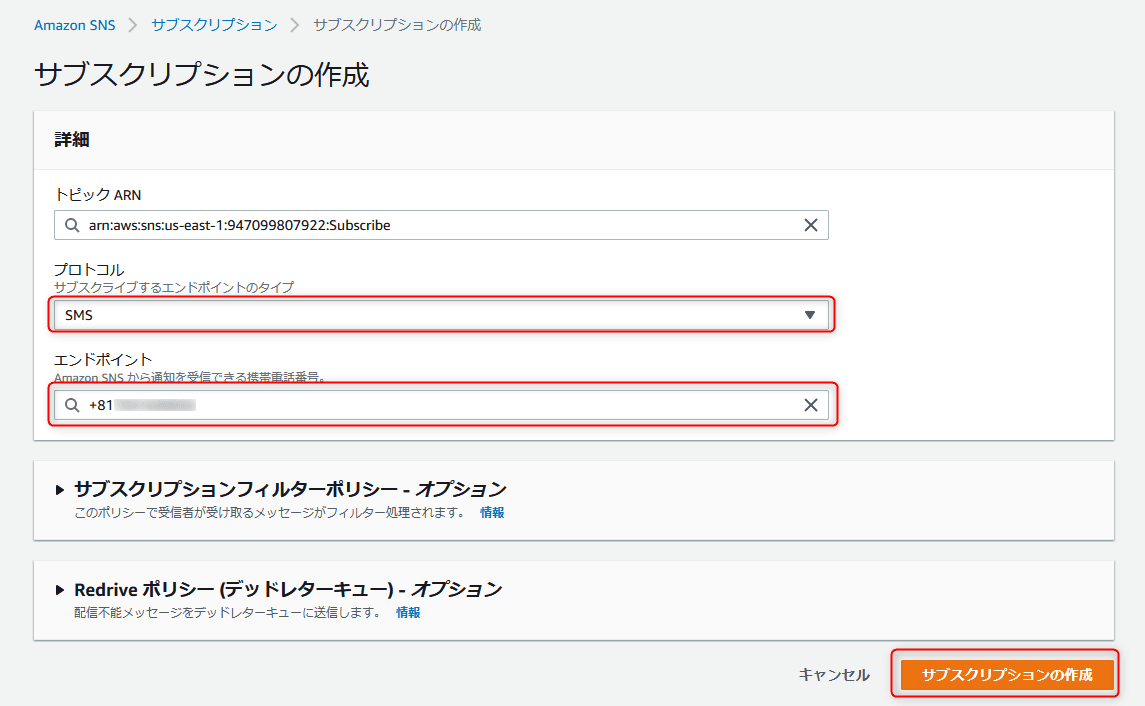 Amazon SNS > サブスクリプション > サブスクリプションの作成
サブスクリプションの作成
詳細
トピック ARN
arn:aws:sns:us-east-1:947099807922:Subscribe
プロトコル
サブスクライブするエンドポイントのタイプ
SMS
エンドポイント
Amazon SNS から通知を受信できる携帯電話番号。
+81
サブスクリプションフィルターポリシー - オプション
このポリシーで受信者が受け取るメッセージがフィルター処理されます。 情報
Redrive ポリシー (デッドレターキュー) - オプション
配信不能メッセージをデッドレターキューに送信します。 情報
キャンセル サブスクリプションの作成